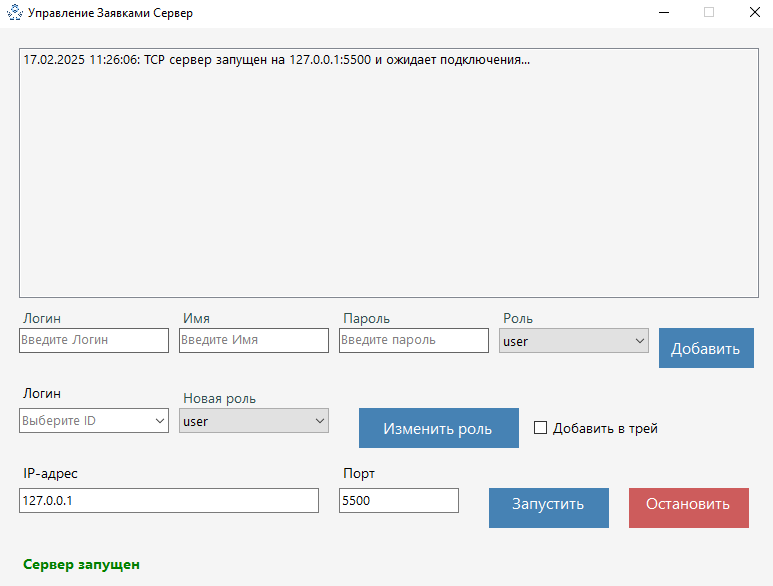 Управление Заявками Сервер
17.02.2025 11:26:06: TCP сервер запущен на 127.0.0.1:5500 и ожидает подключения...
Логин Имя Пароль Роль
Введите Логин Введите Имя Введите пароль user Добавить
Логин Новая роль
Выберите ID user Изменить роль Добавить в трей
IP-адрес Порт
127.0.0.1 5500 Запустить Остановить
Сервер запущен